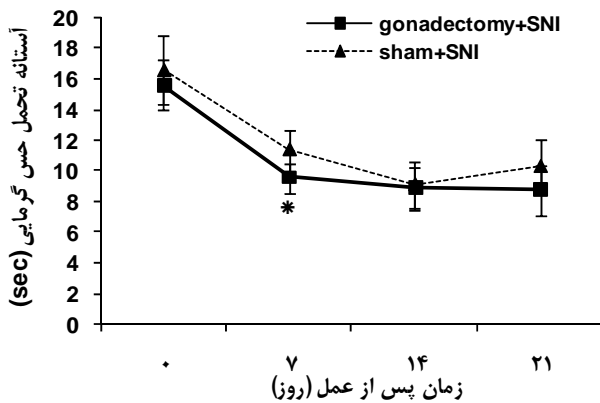 gonadectomy+SNI
sham+SNI
آستانه تحمل حس گرمایی (sec)
20
18
16
14
12
10
8
6
4
2
0
*
۰ ۷ ۱۴ ۲۱
زمان پس از عمل (روز)